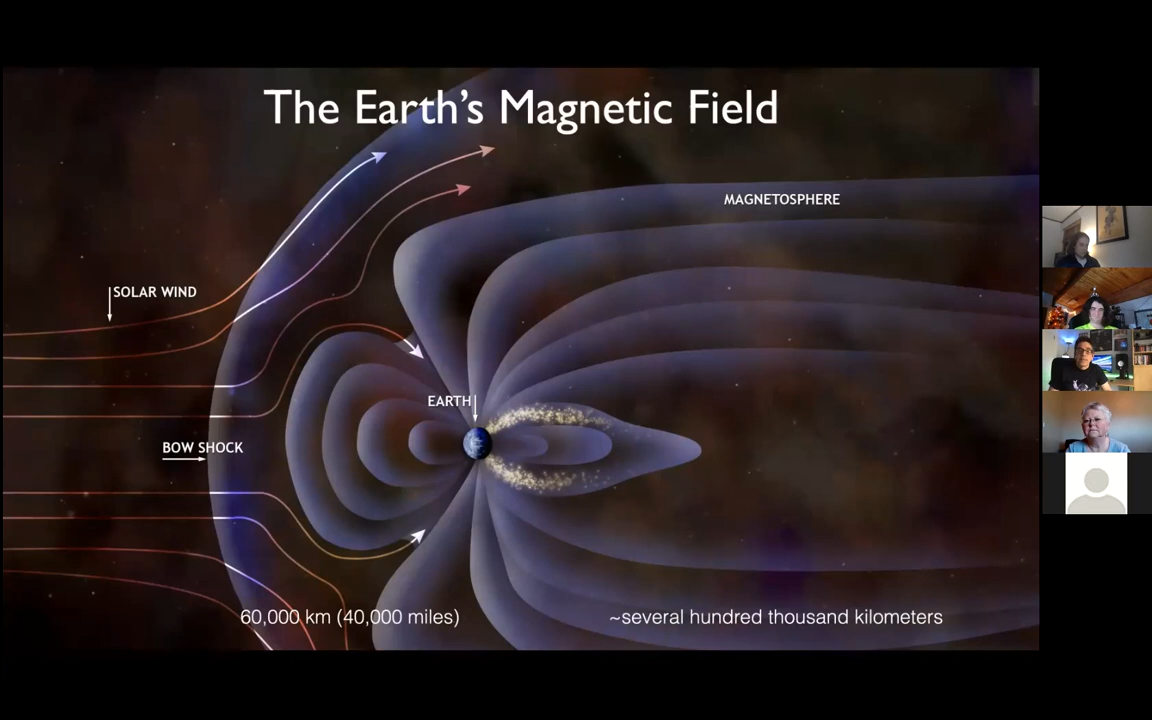 The Earth's Magnetic Field
MAGNETOSPHERE
SOLAR WIND
EARTH
BOW SHOCK
60,000 km (40,000 miles)
~several hundred thousand kilometers